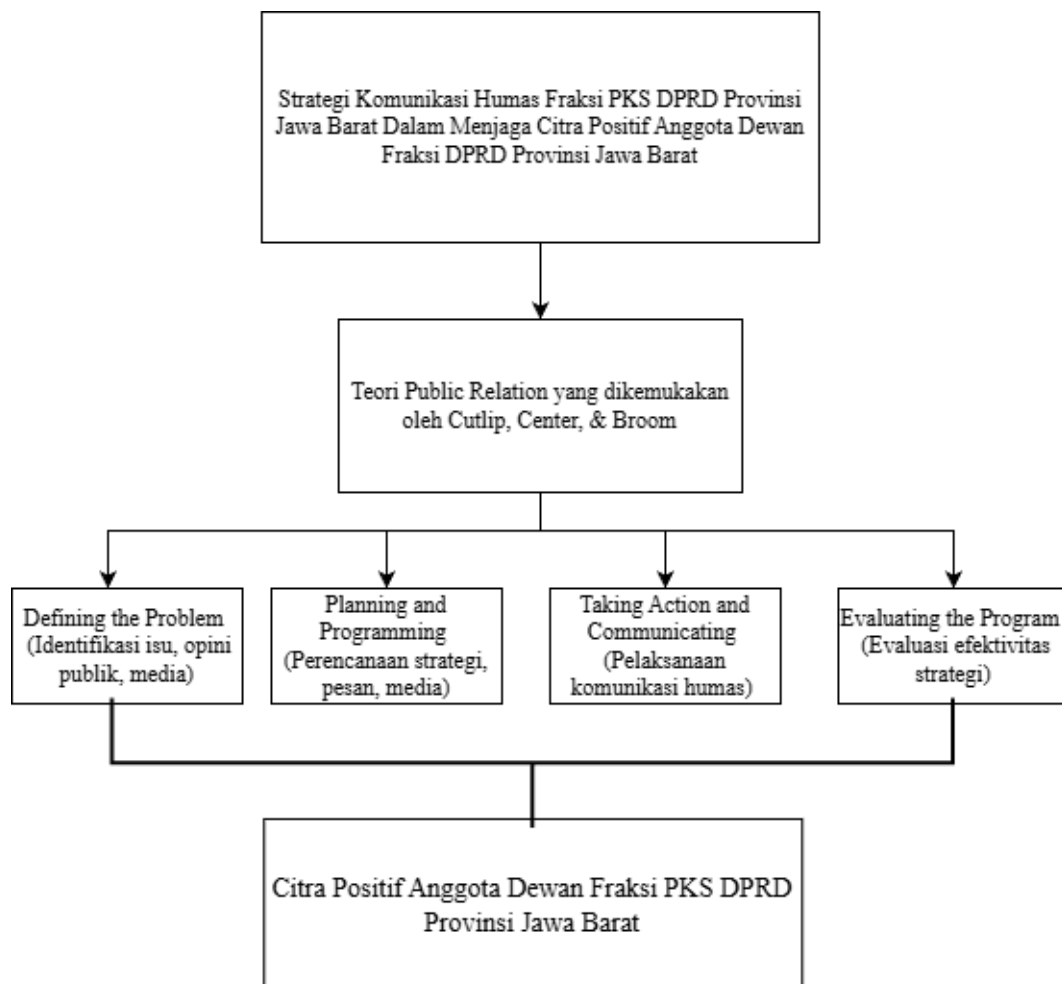 Strategi Komunikasi Humas Fraksi PKS DPRD Provinsi
Jawa Barat Dalam Menjaga Citra Positif Anggota Dewan
Fraksi DPRD Provinsi Jawa Barat
Teori Public Relation yang dikemukakan
oleh Cutlip, Center, & Broom
Defining the Problem
(Identifikasi isu, opini
publik, media)
Planning and
Programming
(Perencanaan strategi,
pesan, media)
Taking Action and
Communicating
(Pelaksanaan
komunikasi humas)
Evaluating the Program
(Evaluasi efektivitas
strategi)
Citra Positif Anggota Dewan Fraksi PKS DPRD
Provinsi Jawa Barat